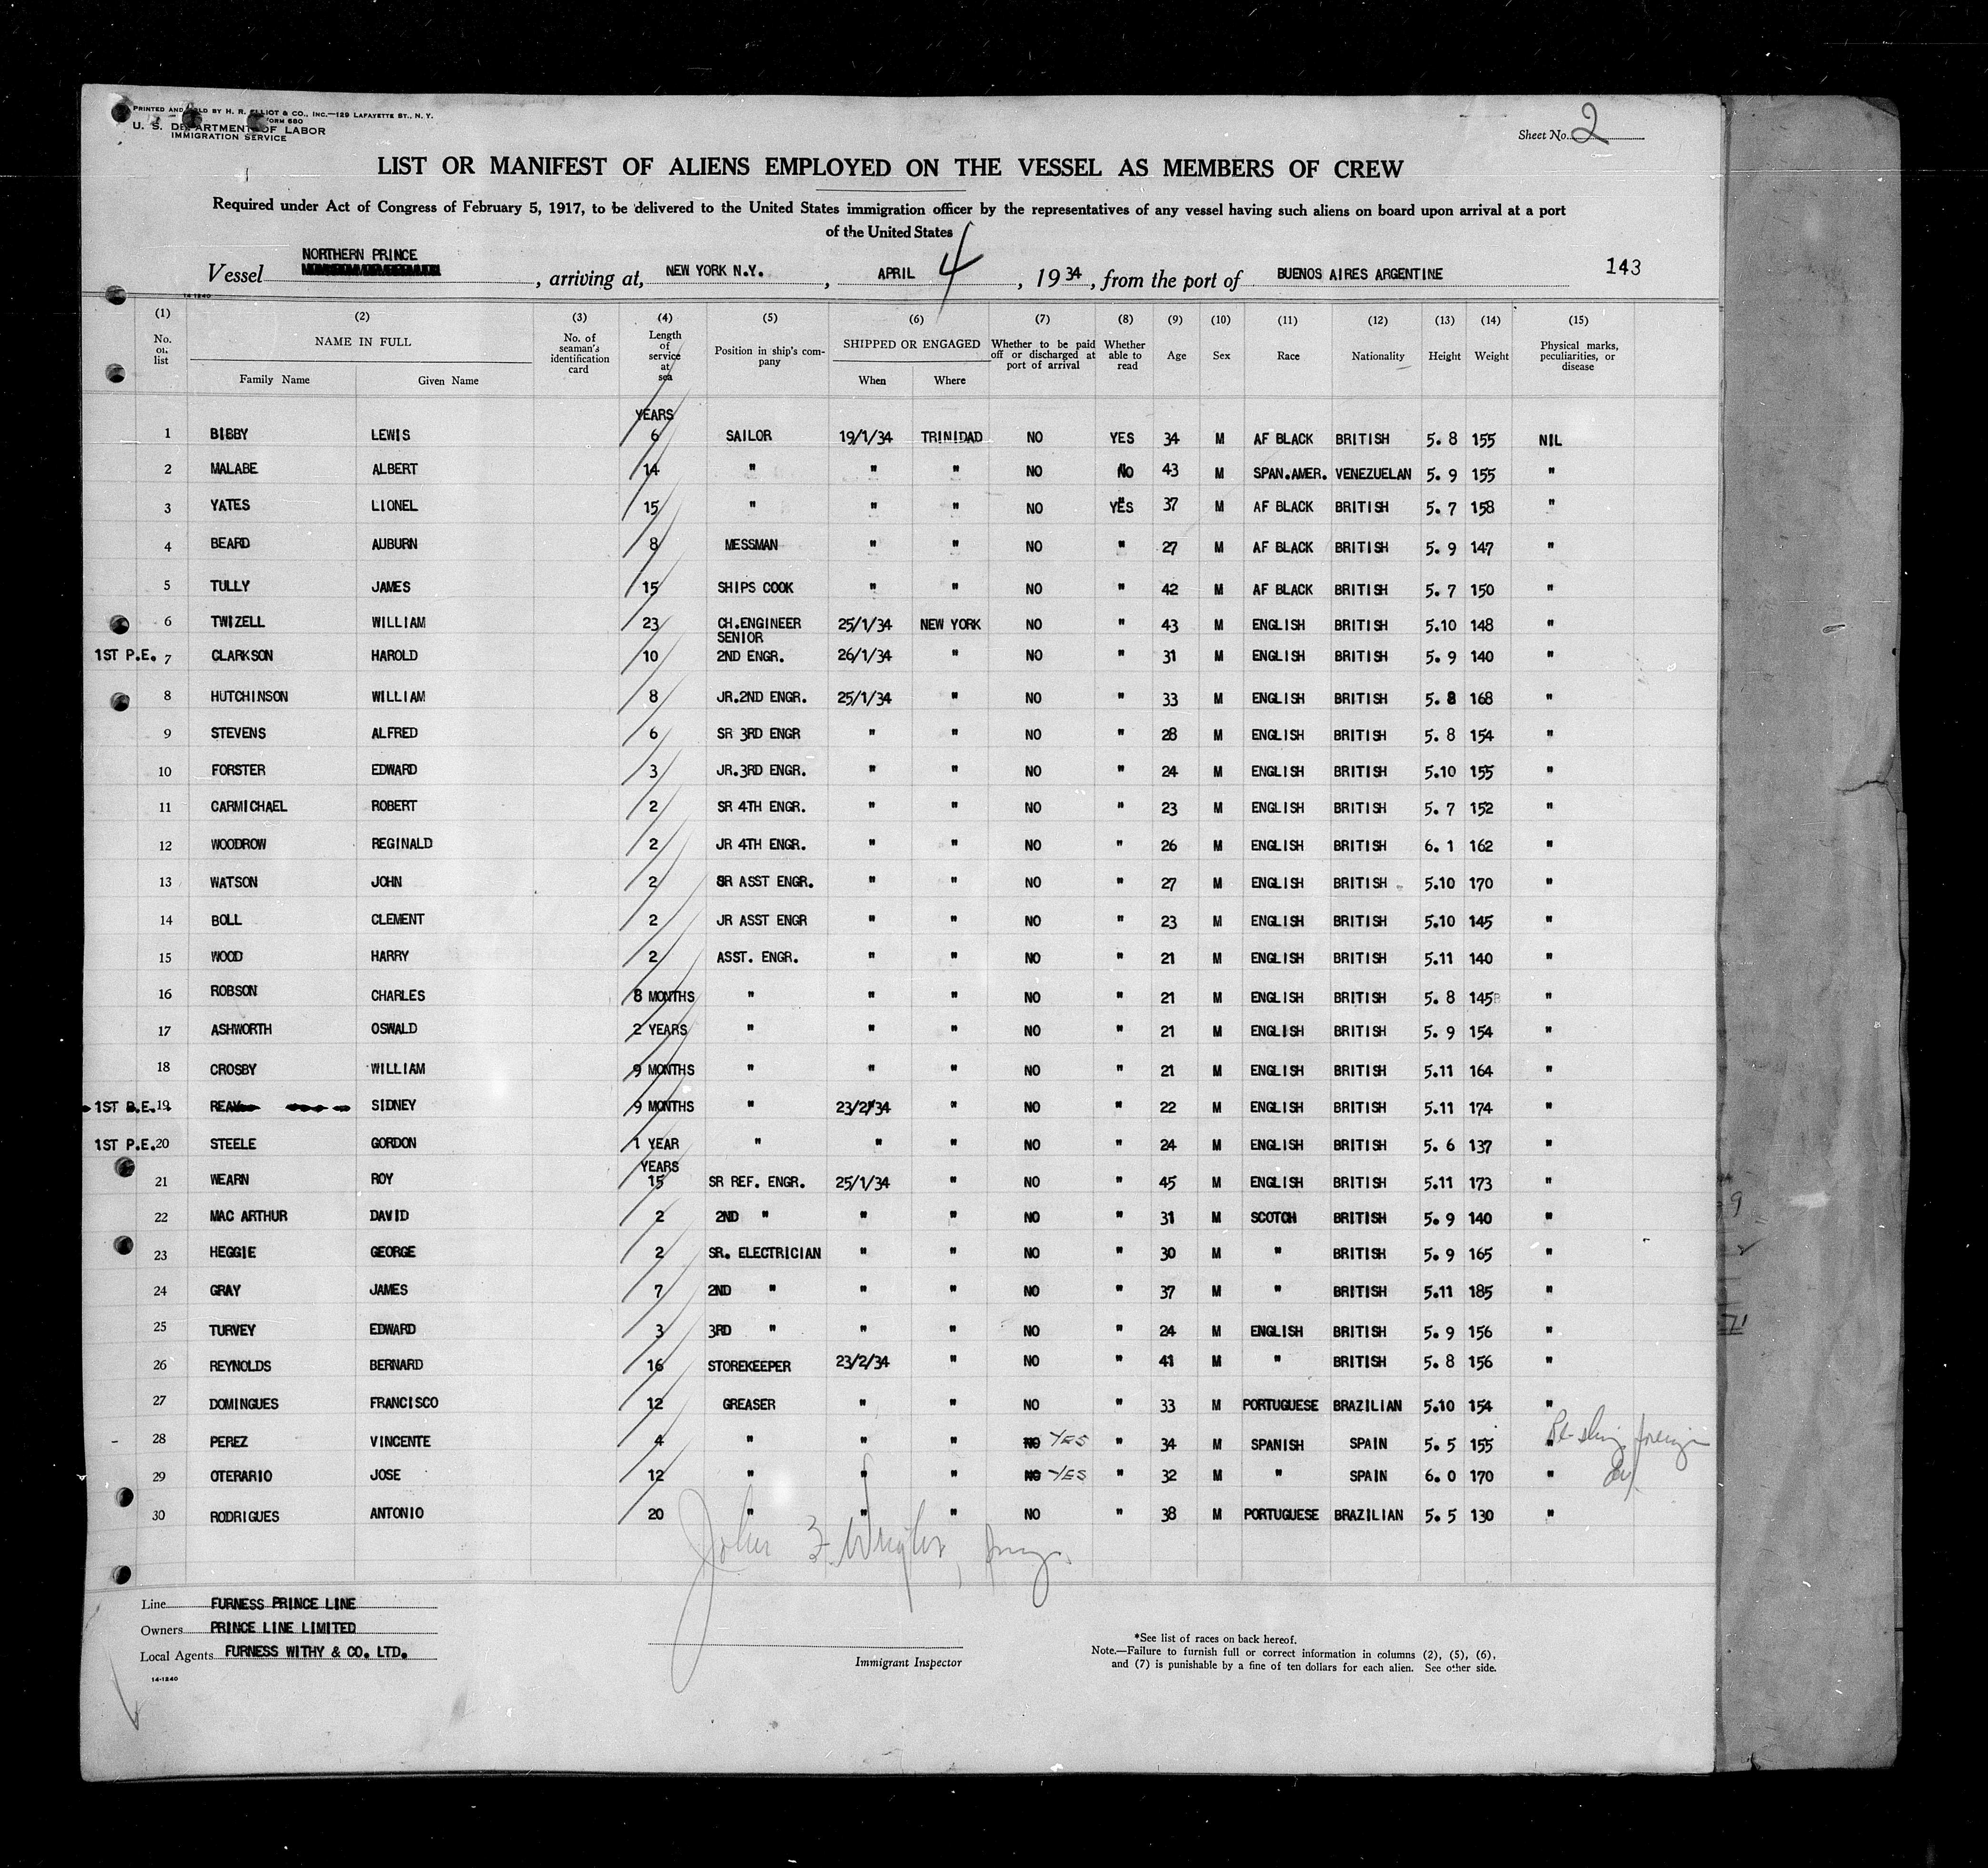 PRINTED AND SOLD BY H. R. ELLIOT & CO., INC.—129 LAFAYETTE ST., N. Y.
FORM 680
U. S. DEPARTMENT OF LABOR
IMMIGRATION SERVICE
Sheet No. 2
LIST OR MANIFEST OF ALIENS EMPLOYED ON THE VESSEL AS MEMBERS OF CREW
Required under Act of Congress of February 5, 1917, to be delivered to the United States immigration officer by the representatives of any vessel having such aliens on board upon arrival at a port
of the United States
Vessel NORTHERN PRINCE, arriving at, NEW YORK N.Y., APRIL 4, 1934, from the port of BUENOS AIRES ARGENTINE 143
14-1240
(1) (2) (3) (4) (5) (6) (7) (8) (9) (10) (11) (12) (13) (14) (15)
No. on list NAME IN FULL Family Name Given Name No. of seaman's identification card Length of service at sea Position in ship's company SHIPPED OR ENGAGED When Where Whether to be paid off or discharged at port of arrival Whether able to read Age Sex Race Nationality Height Weight Physical marks, peculiarities, or disease
YEARS
1 BIBBY LEWIS 6 SAILOR 19/1/34 TRINIDAD NO YES 34 M AF BLACK BRITISH 5. 8 155 NIL
2 MALABE ALBERT 14 " " " NO NO 43 M SPAN.AMER. VENEZUELAN 5. 9 155 "
3 YATES LIONEL 15 " " " NO YES 37 M AF BLACK BRITISH 5. 7 158 "
4 BEARD AUBURN 8 MESSMAN " " NO " 27 M AF BLACK BRITISH 5. 9 147 "
5 TULLY JAMES 15 SHIPS COOK " " NO " 42 M AF BLACK BRITISH 5. 7 150 "
6 TWIZELL WILLIAM 23 CH.ENGINEER 25/1/34 NEW YORK NO " 43 M ENGLISH BRITISH 5.10 148 "
SENIOR
1ST P.E. 7 CLARKSON HAROLD 10 2ND ENGR. 26/1/34 " NO " 31 M ENGLISH BRITISH 5. 9 140 "
8 HUTCHINSON WILLIAM 8 JR.2ND ENGR. 25/1/34 " NO " 33 M ENGLISH BRITISH 5. 8 168 "
9 STEVENS ALFRED 6 SR 3RD ENGR " " NO " 28 M ENGLISH BRITISH 5. 8 154 "
10 FORSTER EDWARD 3 JR.3RD ENGR. " " NO " 24 M ENGLISH BRITISH 5.10 155 "
11 CARMICHAEL ROBERT 2 SR 4TH ENGR. " " NO " 23 M ENGLISH BRITISH 5. 7 152 "
12 WOODROW REGINALD 2 JR 4TH ENGR. " " NO " 26 M ENGLISH BRITISH 6. 1 162 "
13 WATSON JOHN 2 SR ASST ENGR. " " NO " 27 M ENGLISH BRITISH 5.10 170 "
14 BOLL CLEMENT 2 JR ASST ENGR " " NO " 23 M ENGLISH BRITISH 5.10 145 "
15 WOOD HARRY 2 ASST. ENGR. " " NO " 21 M ENGLISH BRITISH 5.11 140 "
16 ROBSON CHARLES 8 MONTHS " " " NO " 21 M ENGLISH BRITISH 5. 8 145 "
17 ASHWORTH OSWALD 2 YEARS " " " NO " 21 M ENGLISH BRITISH 5. 9 154 "
18 CROSBY WILLIAM 9 MONTHS " " " NO " 21 M ENGLISH BRITISH 5.11 164 "
1ST P.E. 19 REAY SIDNEY 9 MONTHS " 23/2/34 " NO " 22 M ENGLISH BRITISH 5.11 174 "
1ST P.E. 20 STEELE GORDON 1 YEAR " " " NO " 24 M ENGLISH BRITISH 5. 6 137 "
YEARS
21 WEARN ROY 15 SR REF. ENGR. 25/1/34 " NO " 45 M ENGLISH BRITISH 5.11 173 "
22 MAC ARTHUR DAVID 2 2ND " " " NO " 31 M SCOTCH BRITISH 5. 9 140 "
23 HEGGIE GEORGE 2 SR. ELECTRICIAN " " NO " 30 M " BRITISH 5. 9 165 "
24 GRAY JAMES 7 2ND " " " NO " 37 M " BRITISH 5.11 185 "
25 TURVEY EDWARD 3 3RD " " " NO " 24 M ENGLISH BRITISH 5. 9 156 "
26 REYNOLDS BERNARD 16 STOREKEEPER 23/2/34 " NO " 41 M " BRITISH 5. 8 156 "
27 DOMINGUES FRANCISCO 12 GREASER " " NO " 33 M PORTUGUESE BRAZILIAN 5.10 154 "
28 PEREZ VINCENTE 4 " " " NO YES " 34 M SPANISH SPAIN 5. 5 155 " Re-ship foreign
29 OTERARIO JOSE 12 " " " NO YES " 32 M " SPAIN 6. 0 170 "
30 RODRIGUES ANTONIO 20 " " " NO " 38 M PORTUGUESE BRAZILIAN 5. 5 130 "
John F. Wright,
Line FURNESS PRINCE LINE
Owners PRINCE LINE LIMITED
Local Agents FURNESS WITHY & CO. LTD.
14-1240
Immigrant Inspector
*See list of races on back hereof.
Note.—Failure to furnish full or correct information in columns (2), (5), (6),
and (7) is punishable by a fine of ten dollars for each alien. See other side.